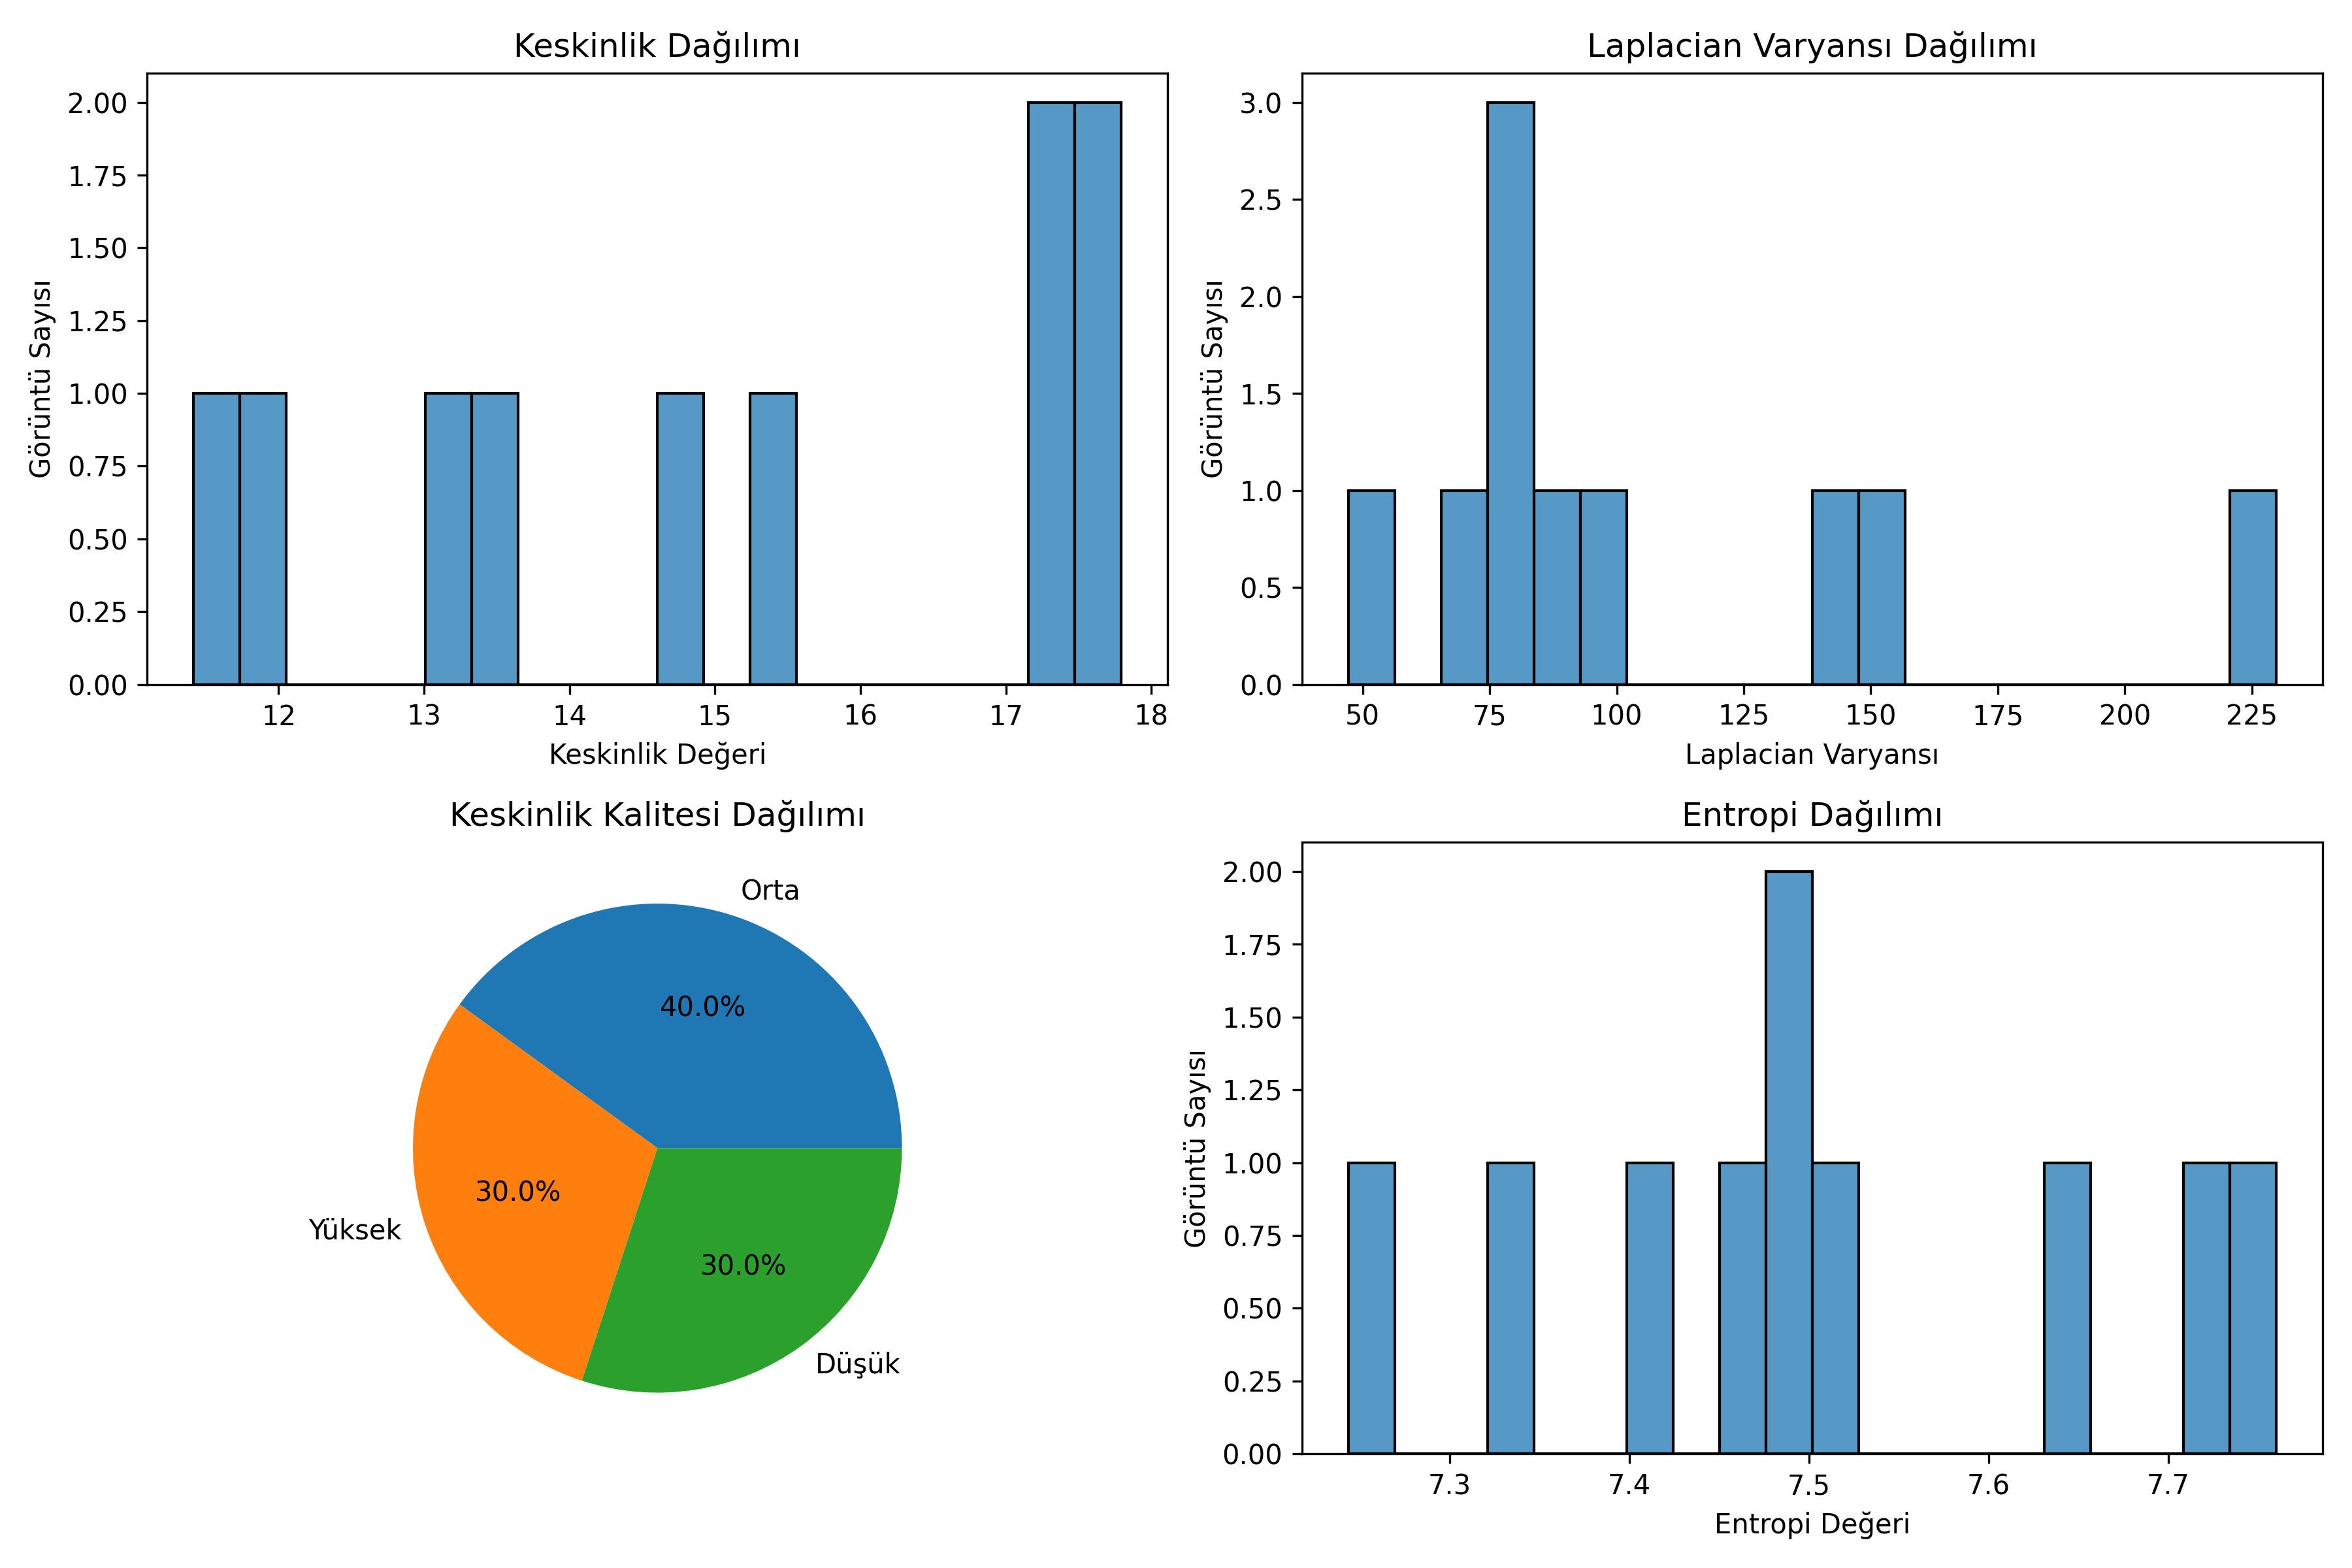 Keskinlik Dağılımı
2.00
1.75
1.50
1.25
1.00
0.75
0.50
0.25
0.00
Görüntü Sayısı
12 13 14 15 16 17 18
Keskinlik Değeri
Laplacian Varyansı Dağılımı
3.0
2.5
2.0
1.5
1.0
0.5
0.0
Görüntü Sayısı
50 75 100 125 150 175 200 225
Laplacian Varyansı
Keskinlik Kalitesi Dağılımı
Orta
40.0%
30.0%
Yüksek
30.0%
Düşük
Entropi Dağılımı
2.00
1.75
1.50
1.25
1.00
0.75
0.50
0.25
0.00
Görüntü Sayısı
7.3 7.4 7.5 7.6 7.7
Entropi Değeri